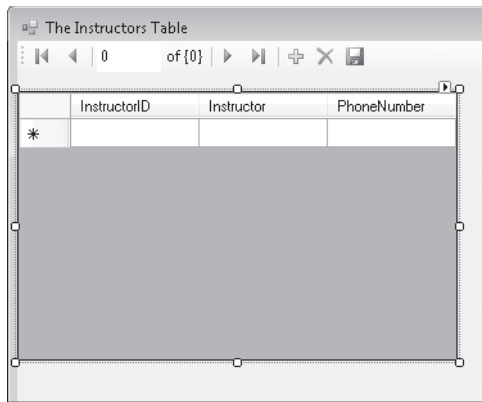 The Instructors Table
0 of {0}
InstructorID Instructor PhoneNumber